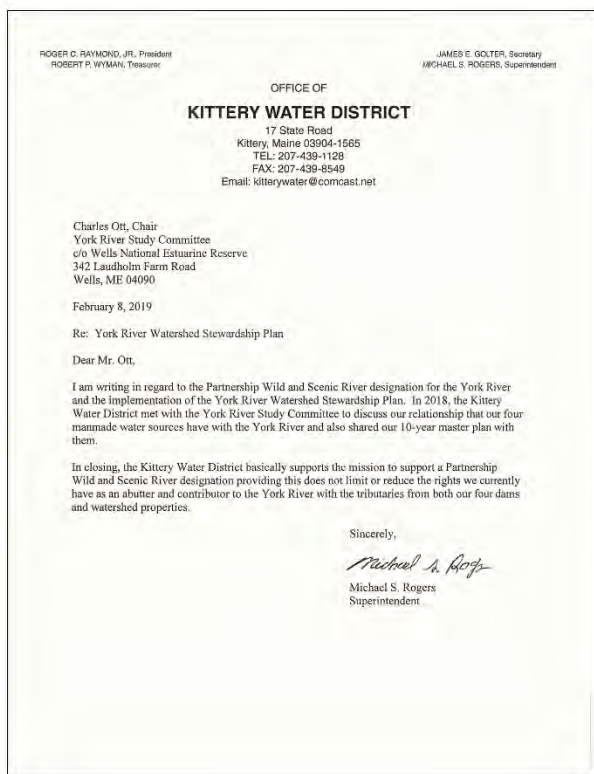 ROGER C. RAYMOND, JR., President
ROBERT P. WYMAN, Treasurer
JAMES E. GOLTER, Secretary
MICHAEL S. ROGERS, Superintendent
OFFICE OF
KITTERY WATER DISTRICT
17 State Road
Kittery, Maine 03904-1565
TEL: 207-439-1128
FAX: 207-439-8549
Email: kitterywater@comcast.net
Charles Ott, Chair
York River Study Committee
c/o Wells National Estuarine Reserve
342 Laudholm Farm Road
Wells, ME 04090
February 8, 2019
Re: York River Watershed Stewardship Plan
Dear Mr. Ott,
I am writing in regard to the Partnership Wild and Scenic River designation for the York River
and the implementation of the York River Watershed Stewardship Plan. In 2018, the Kittery
Water District met with the York River Study Committee to discuss our relationship that our four
manmade water sources have with the York River and also shared our 10-year master plan with
them.
In closing, the Kittery Water District basically supports the mission to support a Partnership
Wild and Scenic River designation providing this does not limit or reduce the rights we currently
have as an abutter and contributor to the York River with the tributaries from both our four dams
and watershed properties.
Sincerely,
Michael S. Rogers
Michael S. Rogers
Superintendent